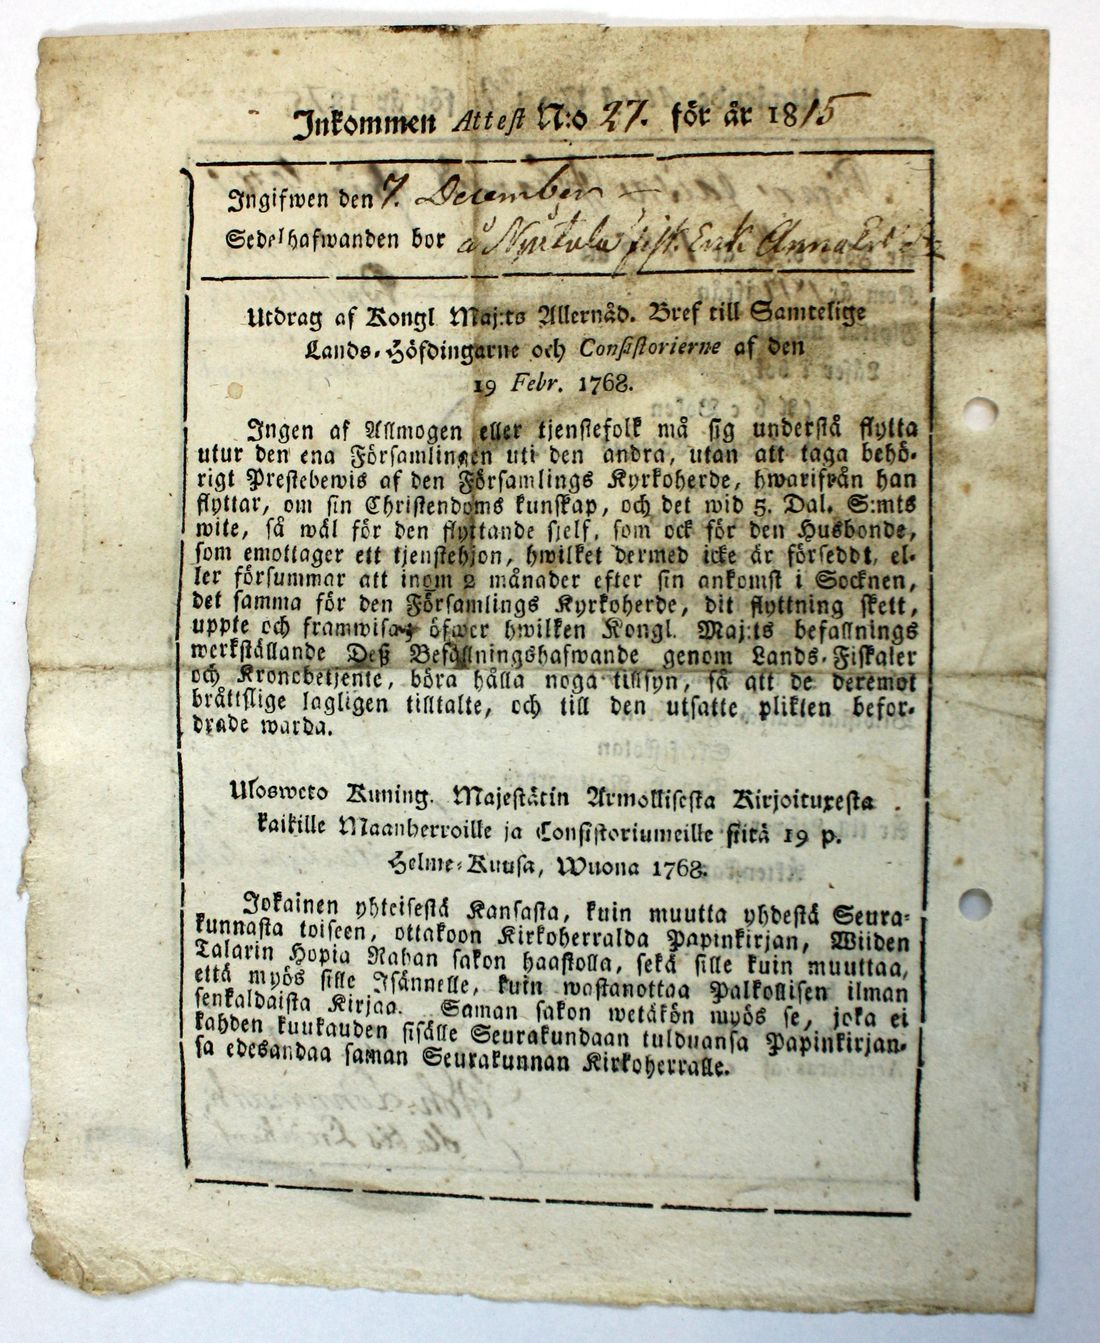 Inkommen Attest N:o 27. för år 1815
Ingifwen den 7. December
Sedelhafwanden bor å
Utdrag af Kongl Maj:ts Allernåd. Bref till Samtelige
Lands-Höfdingarne och Consistorierne af den
19 Febr. 1768.
Ingen af Allmogen eller tjenstefolk må sig understå flytta
utur den ena Församlingen uti den andra, utan att taga behö-
rigt Prestebewis af den Församlings Kyrkoherde, hwarifrån han
flyttar, om sin Christendoms kunskap, och det wid 5. Dal. S:mts
wite, så wäl för den flyttande sjelf, som ock för den Husbonde,
som emottager ett tjenstehjon, hwilket dermed icke är förseddt, el-
ler försummar att inom 2 månader efter sin ankomst i Socknen,
det samma för den Församlings Kyrkoherde, dit flyttning skett,
uppte och framwisa; öfwer hwilken Kongl. Maj:ts befallnings
werkställande Deß Befallningshafwande genom Lands-Fiskaler
och Kronobetjente, böra hålla noga tillsyn, så att de deremot
bråttslige lagligen tilltalte, och till den utsatte plikten befor-
drade warda.
Ulosweto Kuning. Majestätin Armollisesta Kirjoituxesta
kaikille Maanherroille ja Consistoriumeille siitä 19 p.
Helme-Kuusa, Wuona 1768.
Jokainen yhteisestä Kansasta, kuin muutta yhdestä Seura-
kunnasta toiseen, ottakoon Kirkoherralda Papinkirjan, Wiiden
Talarin Hopia Rahan sakon haastolla, sekä sille kuin muuttaa,
että myös sille Isännelle, kuin wastanottaa Palkollisen ilman
senkaldaista Kirjaa. Saman sakon wetäkön myös se, joka ei
kahden kuukauden sisälle Seurakundaan tulduansa Papinkirjan-
sa edesandaa saman Seurakunnan Kirkoherralle.